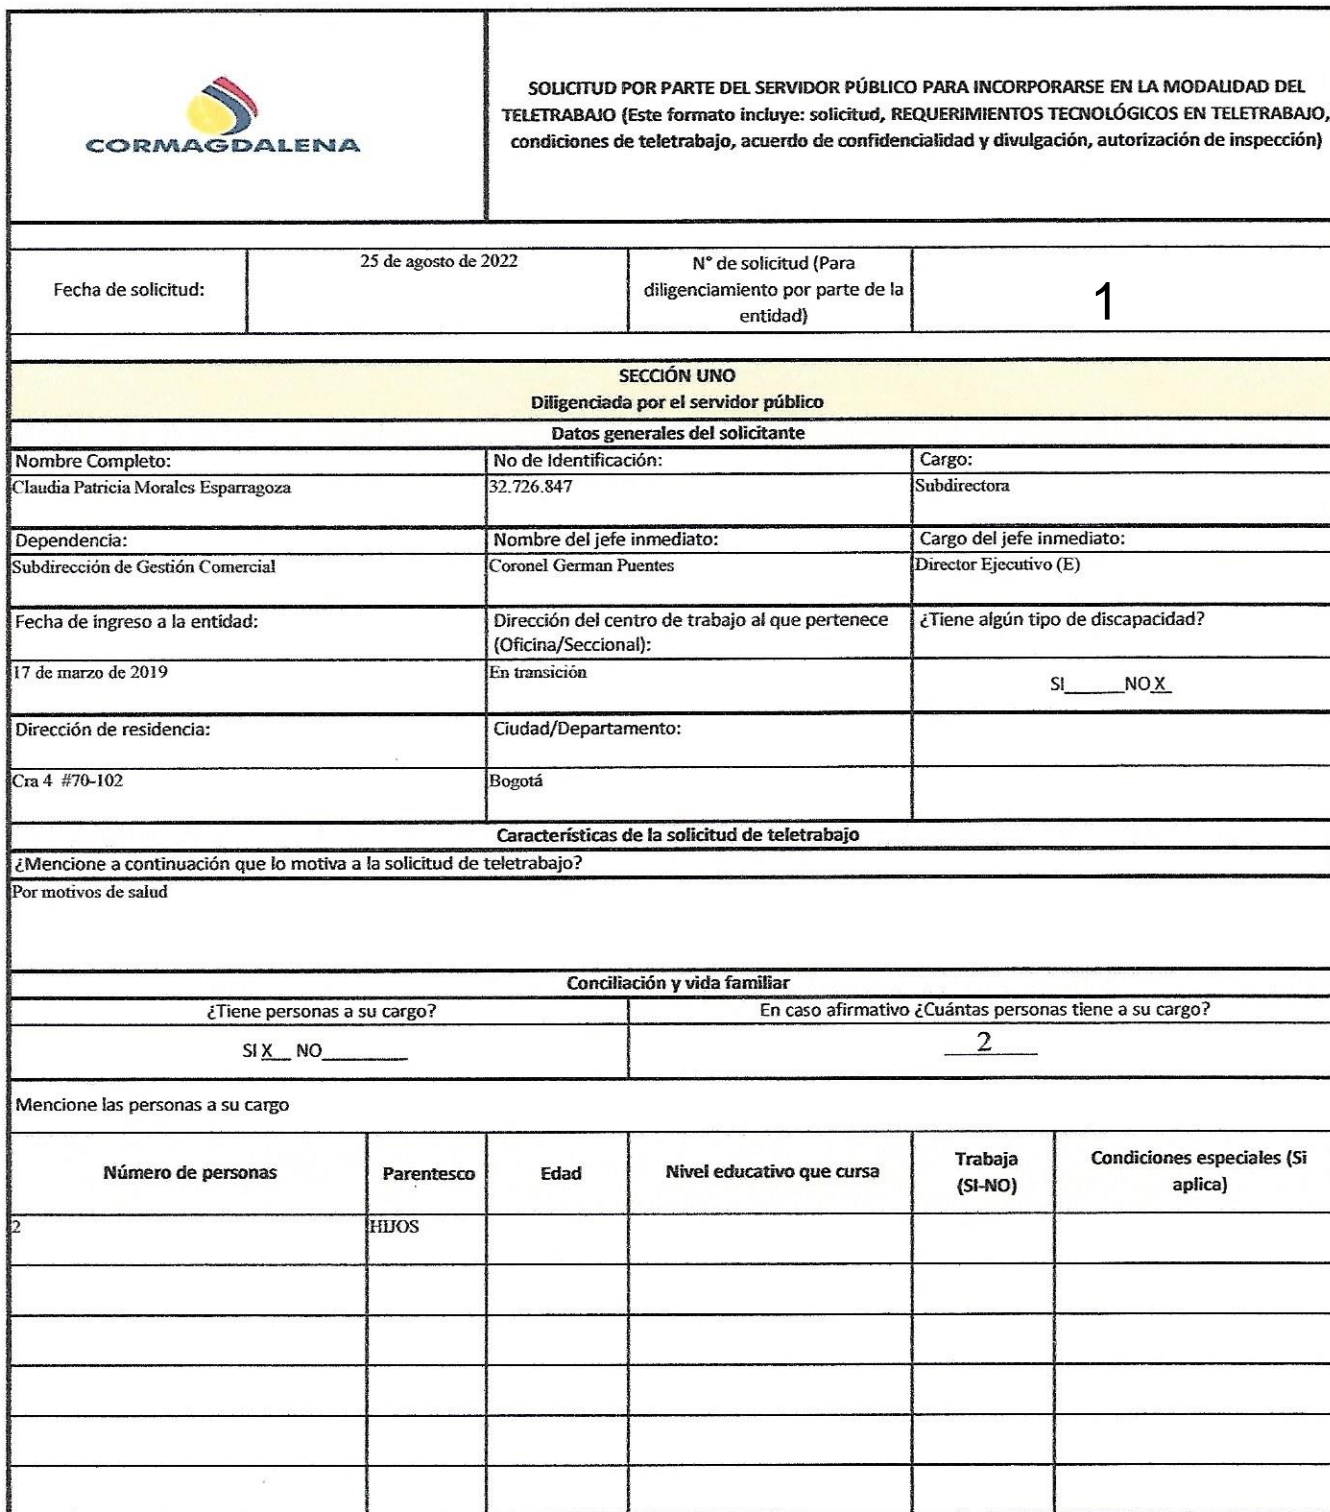 CORMAGDALENA
SOLICITUD POR PARTE DEL SERVIDOR PÚBLICO PARA INCORPORARSE EN LA MODALIDAD DEL
TELETRABAJO (Este formato incluye: solicitud, REQUERIMIENTOS TECNOLÓGICOS EN TELETRABAJO,
condiciones de teletrabajo, acuerdo de confidencialidad y divulgación, autorización de inspección)
Fecha de solicitud:
25 de agosto de 2022
N° de solicitud (Para
diligenciamiento por parte de la
entidad)
1
SECCIÓN UNO
Diligenciada por el servidor público
Datos generales del solicitante
Nombre Completo:
No de Identificación:
Cargo:
Claudia Patricia Morales Esparragoza
32.726.847
Subdirectora
Dependencia:
Nombre del jefe inmediato:
Cargo del jefe inmediato:
Subdirección de Gestión Comercial
Coronel German Puentes
Director Ejecutivo (E)
Fecha de ingreso a la entidad:
Dirección del centro de trabajo al que pertenece
(Oficina/Seccional):
¿Tiene algún tipo de discapacidad?
17 de marzo de 2019
En transición
SI______NO X
Dirección de residencia:
Ciudad/Departamento:
Cra 4 #70-102
Bogotá
Características de la solicitud de teletrabajo
¿Mencione a continuación que lo motiva a la solicitud de teletrabajo?
Por motivos de salud
Conciliación y vida familiar
¿Tiene personas a su cargo?
En caso afirmativo ¿Cuántas personas tiene a su cargo?
SI X__ NO_________
2
Mencione las personas a su cargo
Número de personas
Parentesco
Edad
Nivel educativo que cursa
Trabaja
(SI-NO)
Condiciones especiales (Si
aplica)
2
HIJOS